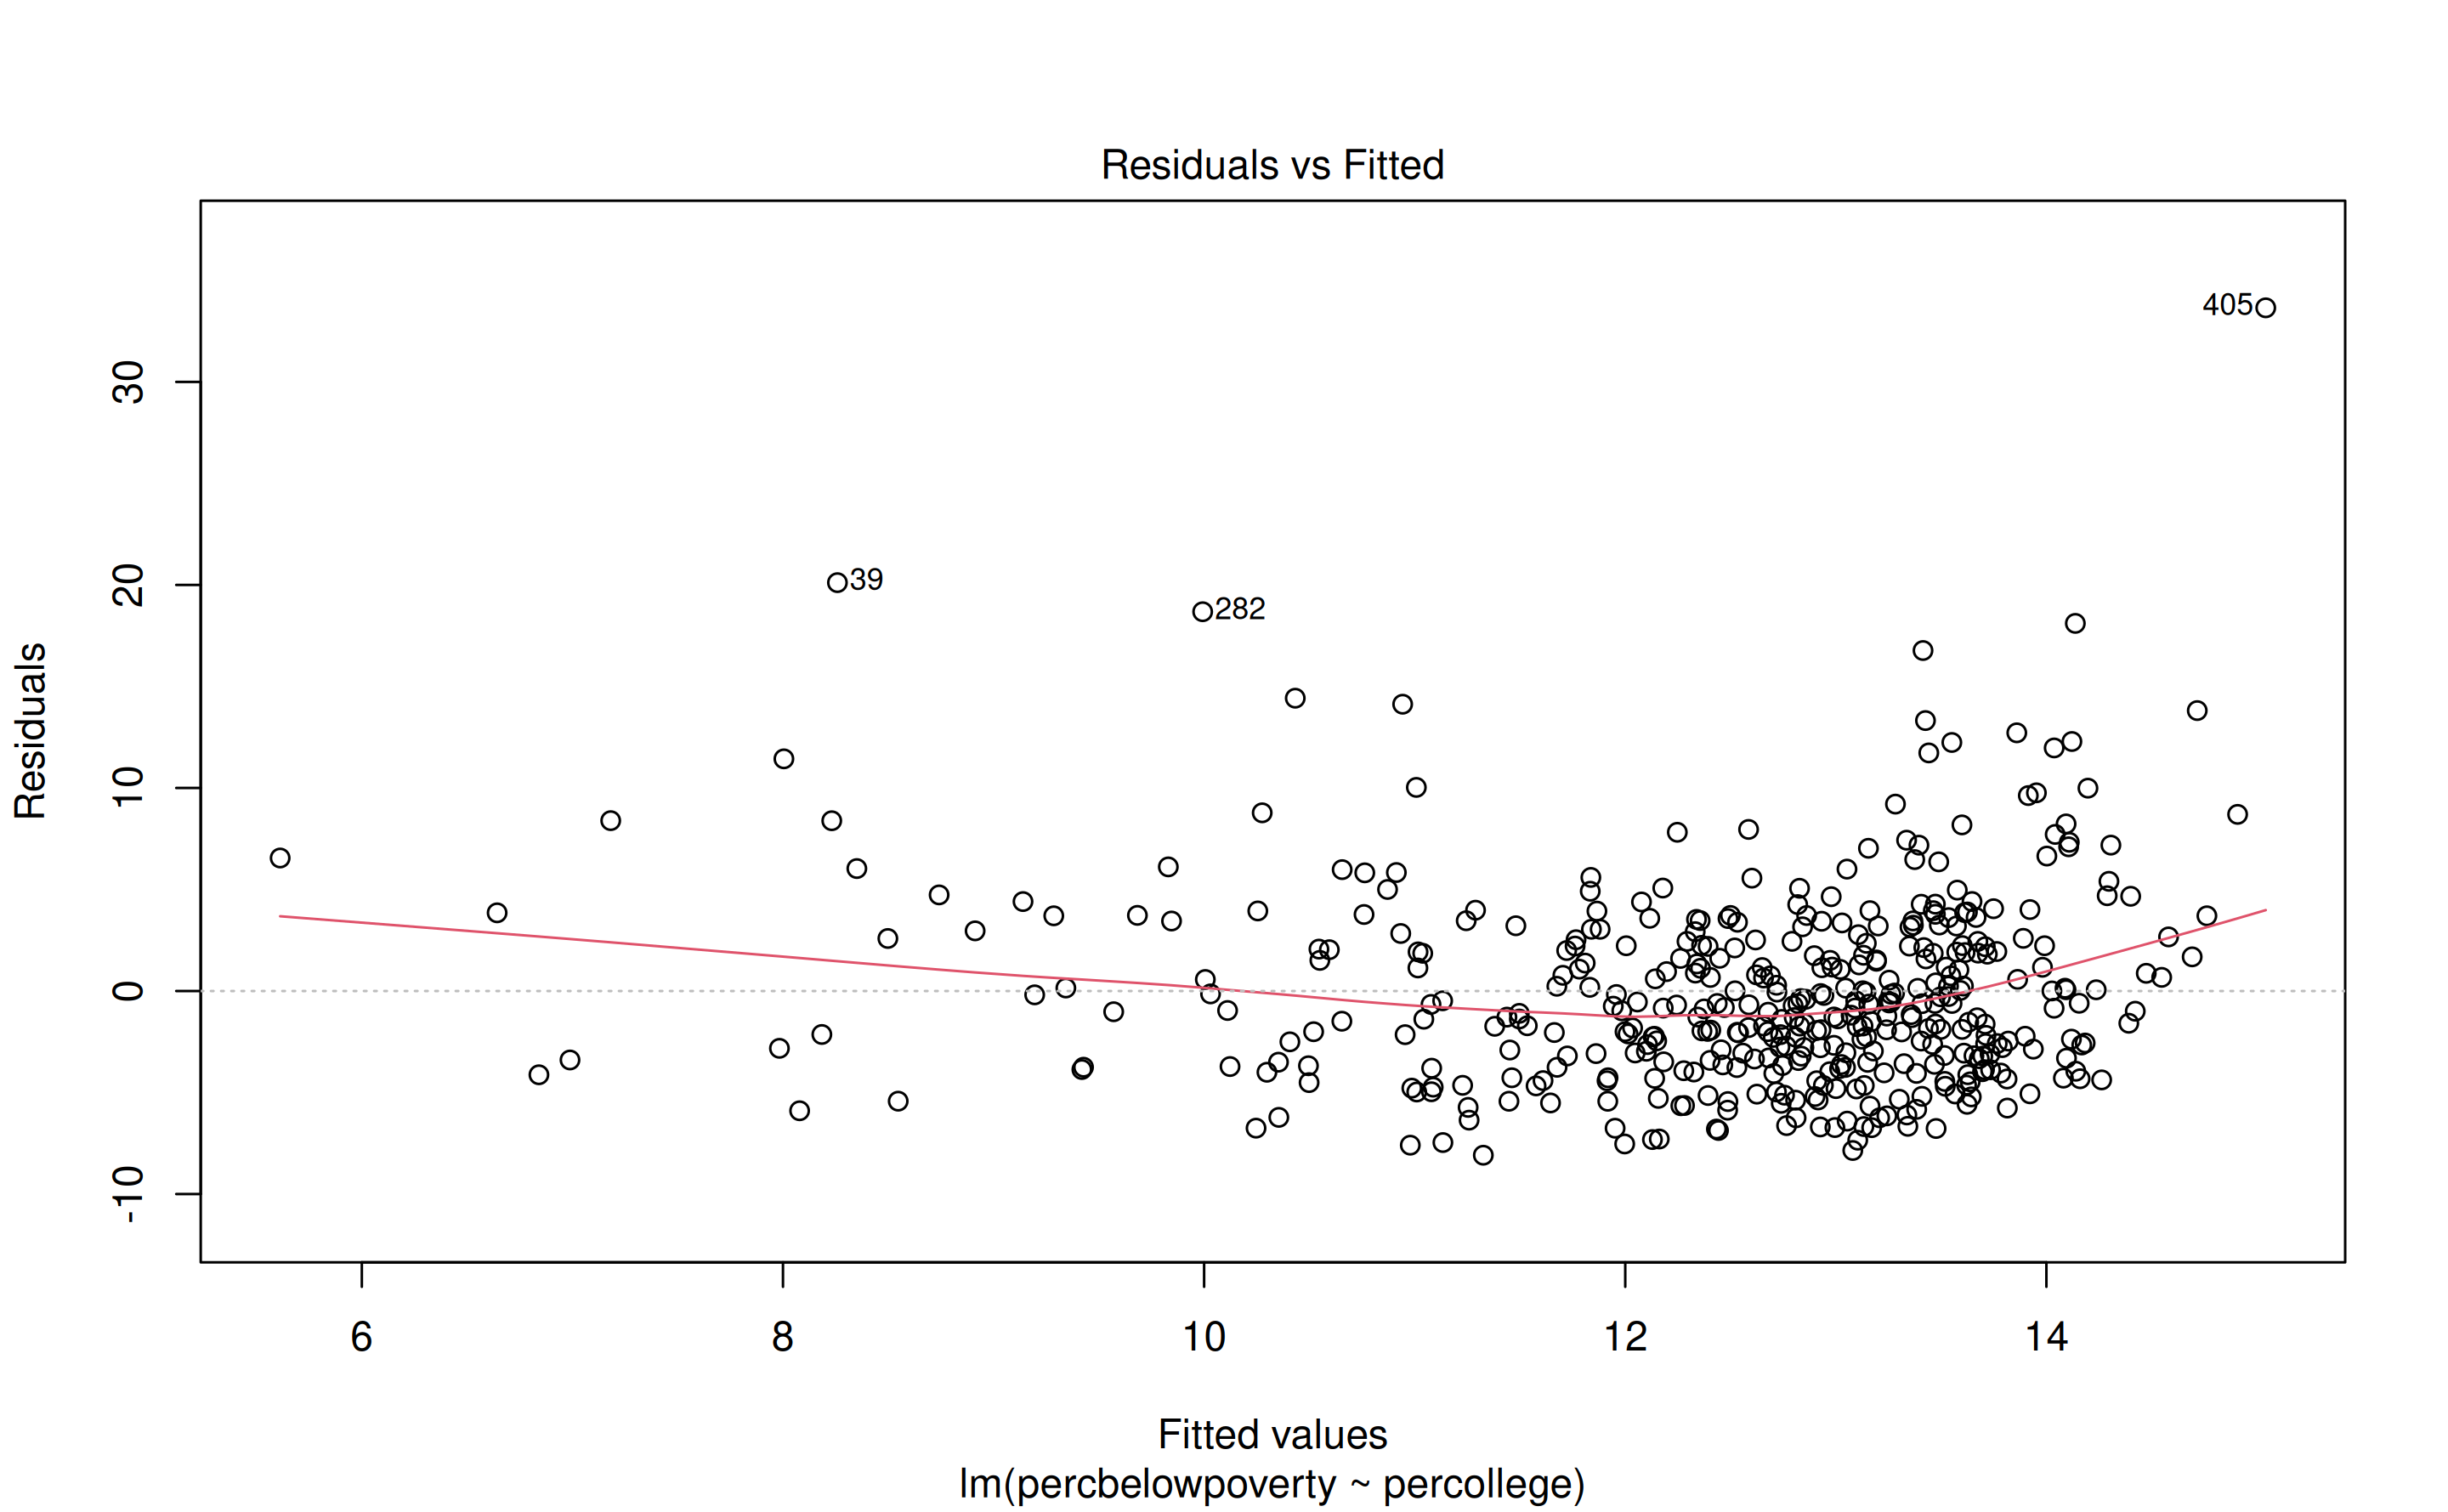 Residuals vs Fitted
405
39
282
Residuals
30
20
10
0
-10
6 8 10 12 14
Fitted values
lm(percbelowpoverty ~ percollege)